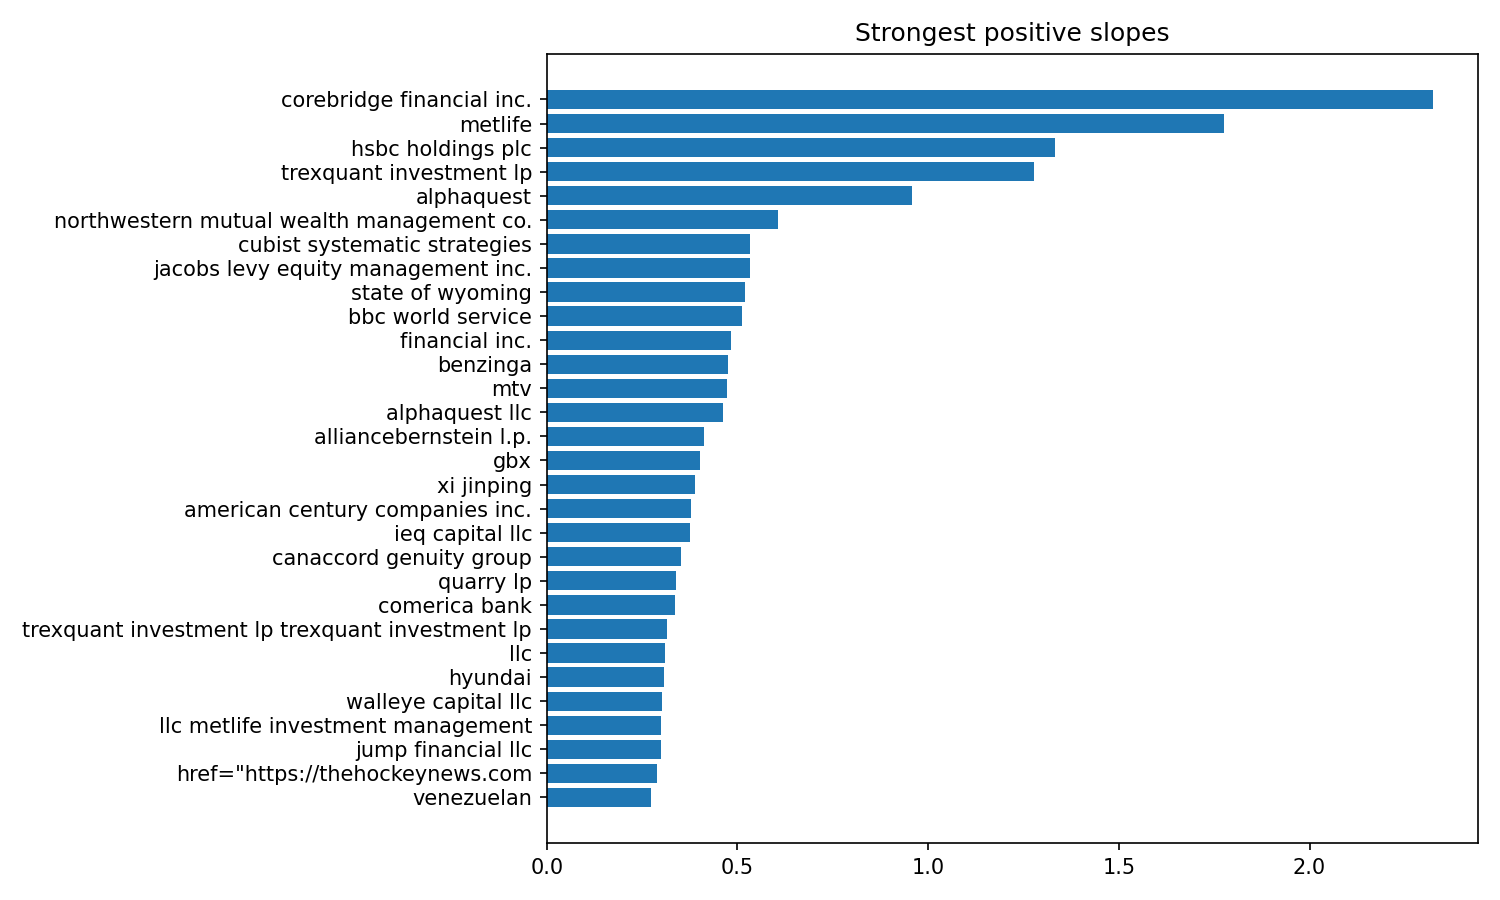 Strongest positive slopes
corebridge financial inc.
metlife
hsbc holdings plc
trexquant investment lp
alphaquest
northwestern mutual wealth management co.
cubist systematic strategies
jacobs levy equity management inc.
state of wyoming
bbc world service
financial inc.
benzinga
mtv
alphaquest llc
alliancebernstein l.p.
gbx
xi jinping
american century companies inc.
ieq capital llc
canaccord genuity group
quarry lp
comerica bank
trexquant investment lp trexquant investment lp
llc
hyundai
walleye capital llc
llc metlife investment management
jump financial llc
href="https://thehockeynews.com
venezuelan
0.0 0.5 1.0 1.5 2.0